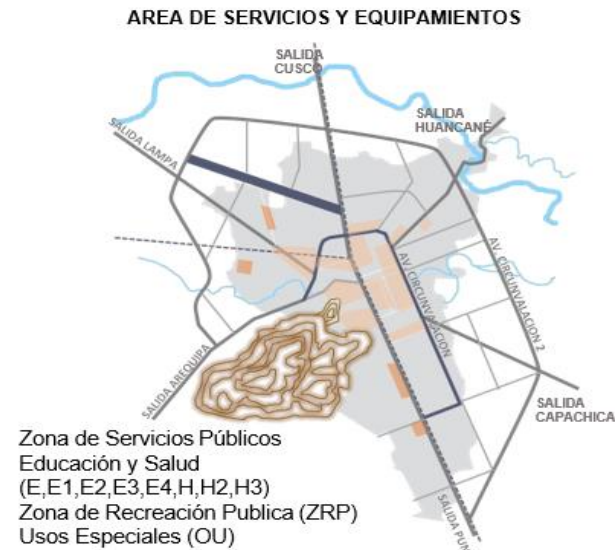 AREA DE SERVICIOS Y EQUIPAMIENTOS
SALIDA
CUSCO
SALIDA
HUANCANÉ
SALIDA LAMPA
AV. CIRCUNVALACION
AV. CIRCUNVALACION 2
SALIDA AREQUIPA
SALIDA
CAPACHICA
SALIDA PUN
Zona de Servicios Públicos
Educación y Salud
(E,E1,E2,E3,E4,H,H2,H3)
Zona de Recreación Publica (ZRP)
Usos Especiales (OU)